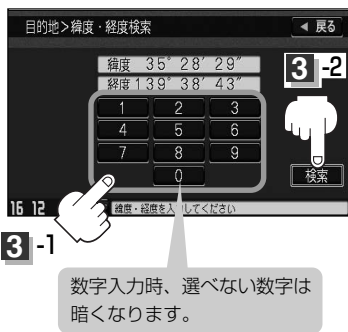 目的地>緯度・経度検索
◀ 戻る
緯度 35°28′29″
経度139°38′43″
3-2
1 2 3
4 5 6
7 8 9
0
検索
16 12
緯度・経度を入力してください
3-1
数字入力時、選べない数字は
暗くなります。